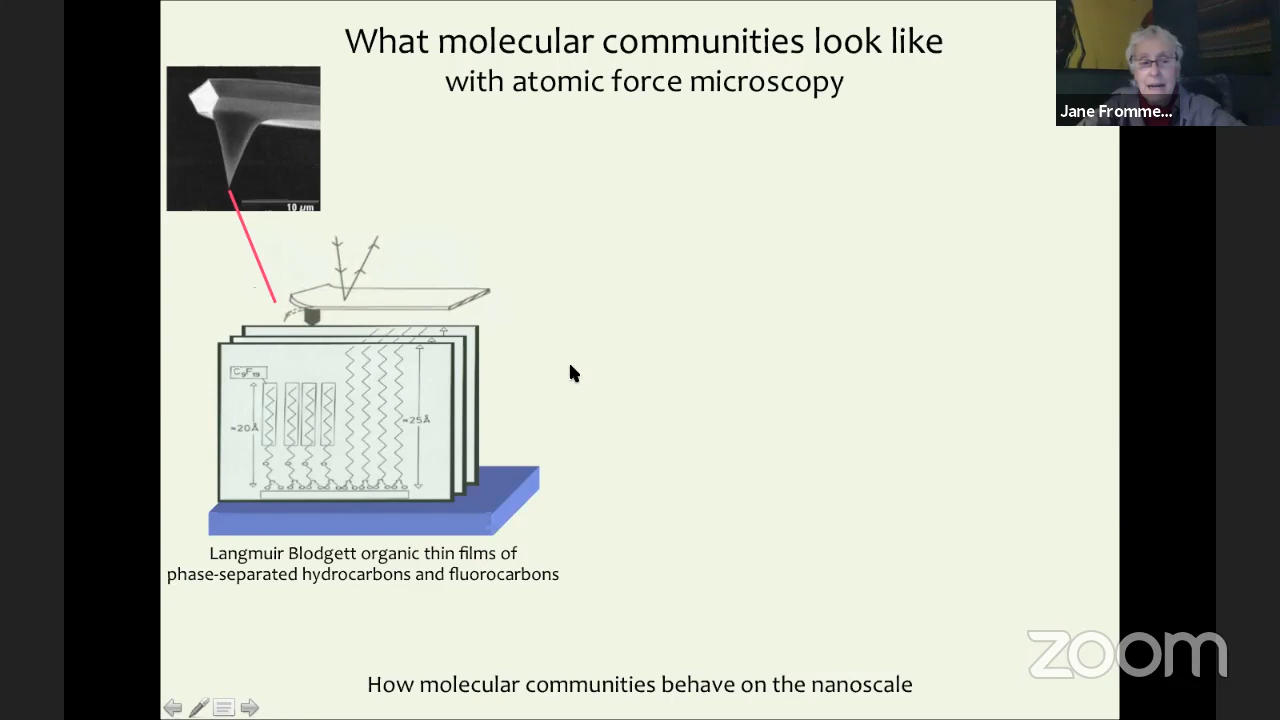 What molecular communities look like
with atomic force microscopy
Jane Fromme...
10 µm
C₉F₁₉
≈20Å
≈25Å
Langmuir Blodgett organic thin films of
phase-separated hydrocarbons and fluorocarbons
zoom
How molecular communities behave on the nanoscale